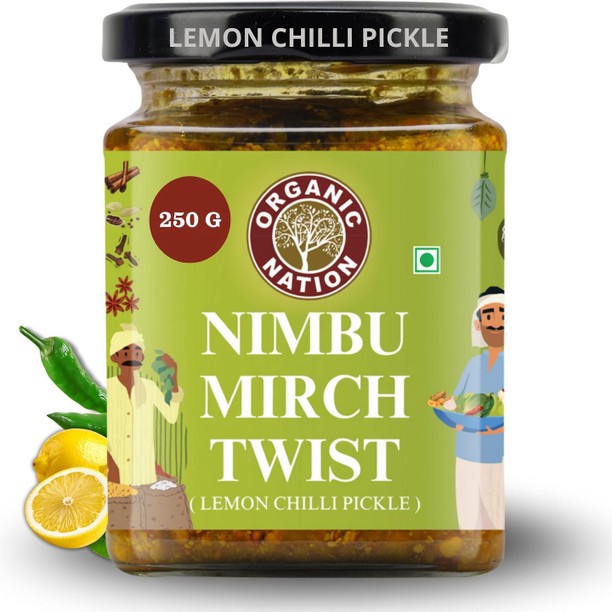 LEMON CHILLI PICKLE
250 G
ORGANIC
NATION
NIMBU
MIRCH
TWIST
( LEMON CHILLI PICKLE )